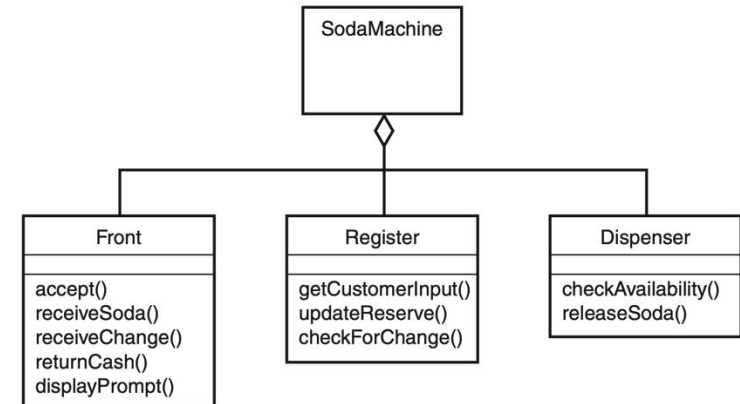 SodaMachine
Front
accept()
receiveSoda()
receiveChange()
returnCash()
displayPrompt()
Register
getCustomerInput()
updateReserve()
checkForChange()
Dispenser
checkAvailability()
releaseSoda()